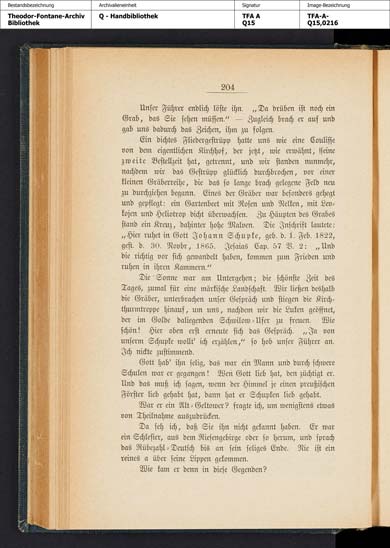 Bestandsbezeichnung Archivalieneinheit Signatur Image-Bezeichnung
Theodor-Fontane-Archiv Q - Handbibliothek TFA A TFA-A-
Bibliothek Q15 Q15,0216
204
Unser Führer endlich löste ihn. „Da drüben ist noch ein
Grab, das Sie sehen müssen.“ — Zugleich brach er auf und
gab uns dadurch das Zeichen, ihm zu folgen.
Ein dichtes Fliedergesträpp hatte uns wie eine Coulisse
von dem eigentlichen Kirchhof, der jetzt, wie erwähnt, seine
zweite Bestellzeit hat, getrennt, und wir standen nunmehr,
nachdem wir das Gestrüpp glücklich durchbrochen, vor einer
kleinen Gräberreihe, die das so lange brach gelegene Feld neu
zu durchziehen begann. Eines der Gräber war besonders gehegt
und gepflegt: ein Gartenbeet mit Rosen und Nelken, mit Lev-
kojen und Heliotrop dicht überwachsen. Zu Häupten des Grabes
stand ein Kreuz, dahinter hohe Malven. Die Inschrift lautete:
„Hier ruhet in Gott Johann Schupke, geb. d. 1. Feb. 1822,
gest. d. 30. Novbr. 1865. Jesaias Cap. 57 V. 2: „Und
die richtig vor sich gewandelt haben, kommen zum Frieden und
ruhen in ihren Kammern.“
Die Sonne war am Untergehen; die schönste Zeit des
Tages, zumal für eine märkische Landschaft. Wir ließen deshalb
die Gräber, unterbrachen unser Gespräch und stiegen die Kirch-
thurmtreppe hinauf, um uns, nachdem wir die Luken geöffnet,
der in Golde daliegenden Schwilow-Ufer zu freuen. Wie
schön! Hier oben erst erneute sich das Gespräch. „Ja von
unserm Schupke wollt' ich erzählen,“ so hob unser Führer an.
Ich nickte zustimmend.
Gott hab' ihn selig, das war ein Mann und durch schwere
Schulen war er gegangen! Wen Gott lieb hat, den züchtigt er.
Und das muß ich sagen, wenn der Himmel je einen preußischen
Förster lieb gehabt hat, dann hat er Schupken lieb gehabt.
War er ein Alt-Geltower? fragte ich, um wenigstens etwas
von Theilnahme auszudrücken.
Da seh ich, daß Sie ihn nicht gekannt haben. Er war
ein Schlesier, aus dem Riesengebirge oder so herum, und sprach
das Rübezahl-Deutsch bis an sein seliges Ende. Nie ist ein
reines a über seine Lippen gekommen.
Wie kam er denn in diese Gegenden?